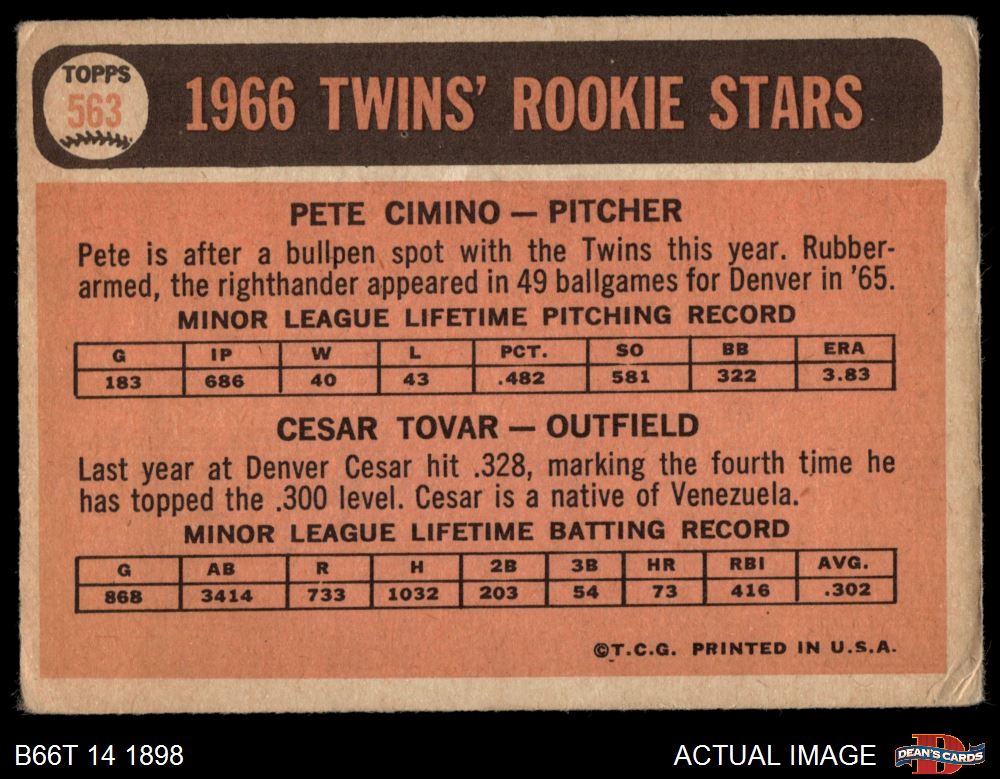 TOPPS
563
1966 TWINS' ROOKIE STARS
PETE CIMINO — PITCHER
Pete is after a bullpen spot with the Twins this year. Rubber-
armed, the righthander appeared in 49 ballgames for Denver in '65.
MINOR LEAGUE LIFETIME PITCHING RECORD
G IP W L PCT. SO BB ERA
183 686 40 43 .482 581 322 3.83
CESAR TOVAR — OUTFIELD
Last year at Denver Cesar hit .328, marking the fourth time he
has topped the .300 level. Cesar is a native of Venezuela.
MINOR LEAGUE LIFETIME BATTING RECORD
G AB R H 2B 3B HR RBI AVG.
868 3414 733 1032 203 54 73 416 .302
©T.C.G. PRINTED IN U.S.A.
B66T 14 1898
ACTUAL IMAGE
D
DEAN'S CARDS